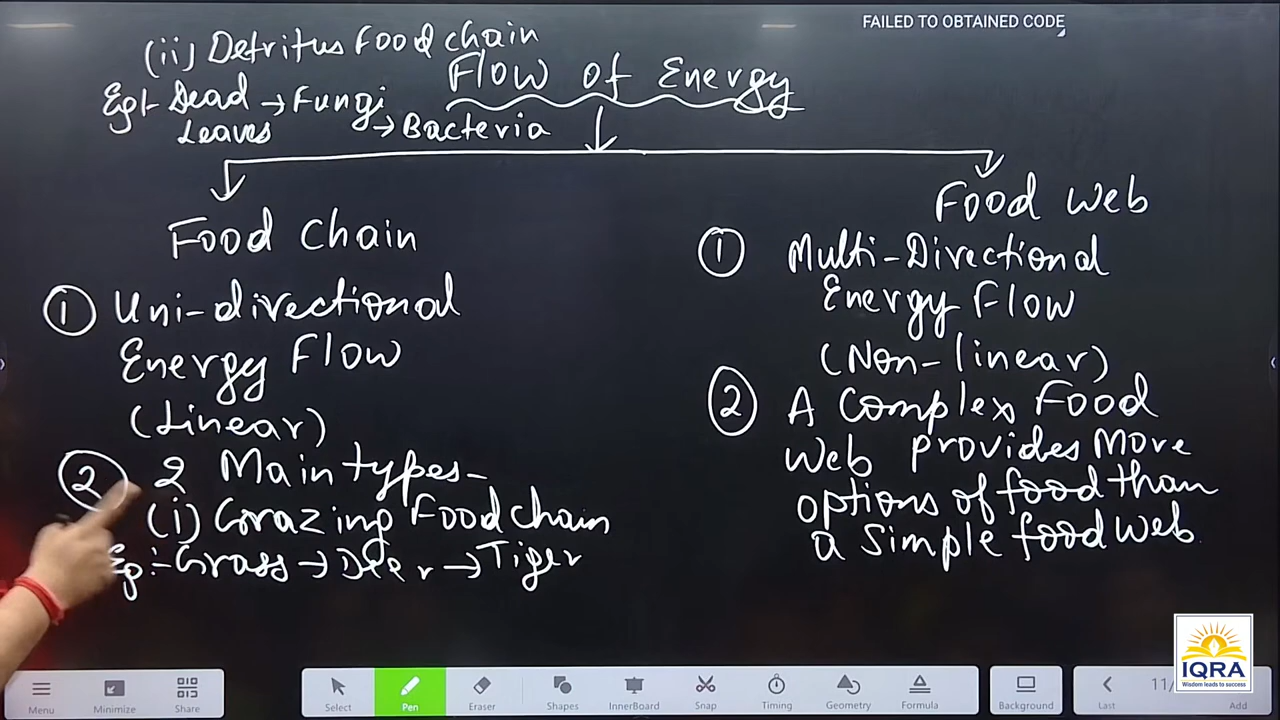 FAILED TO OBTAINED CODE
(ii) Detritus Food chain
Flow of Energy
Eg:- Dead → Fungi
Leaves → Bacteria
Food Chain
① Uni-directional
Energy Flow
(Linear)
② 2 Main types-
(i) Grazing Food chain
Eg:- Grass → Deer → Tiger
Food Web
① Multi-Directional
Energy Flow
(Non-linear)
② A Complex Food
Web provides More
options of food than
a Simple food web
IQRA
Wisdom leads to success
Menu
Minimize
Share
Select
Pen
Eraser
Shapes
InnerBoard
Snap
Timing
Geometry
Formula
Background
Last
11/
Add